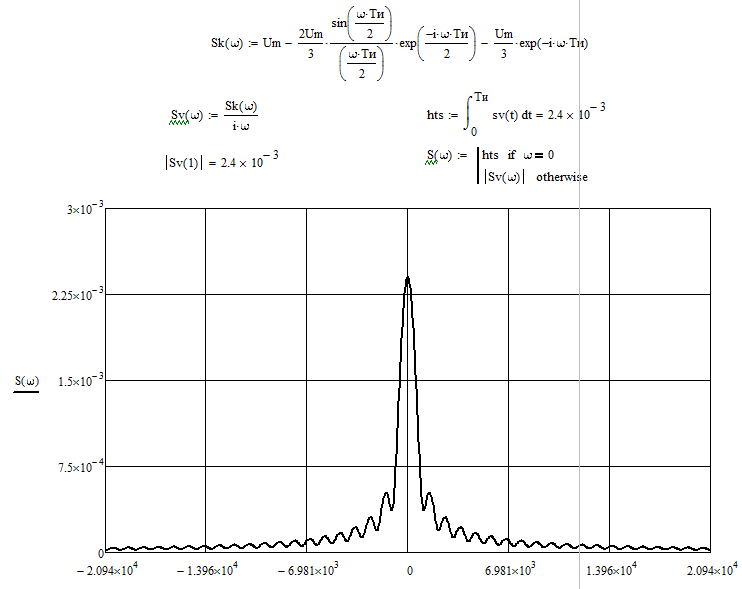 Sk(ω) := Um − 2Um/3 · sin(ω·Tи/2)/(ω·Tи/2) · exp(−i·ω·Tи/2) − Um/3 · exp(−i·ω·Tи)
Sv(ω) := Sk(ω)/i·ω
hts := ∫₀^Tи sv(t) dt = 2.4 × 10⁻³
|Sv(1)| = 2.4 × 10⁻³
S(ω) := hts if ω = 0
|Sv(ω)| otherwise
3×10⁻³
2.25×10⁻³
S(ω)
1.5×10⁻³
7.5×10⁻⁴
0
−2.094×10⁴ −1.396×10⁴ −6.981×10³ 0 6.981×10³ 1.396×10⁴ 2.094×10⁴